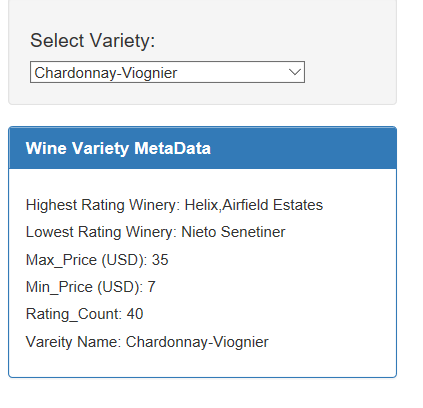 Select Variety:
Chardonnay-Viognier
Wine Variety MetaData
Highest Rating Winery: Helix,Airfield Estates
Lowest Rating Winery: Nieto Senetiner
Max_Price (USD): 35
Min_Price (USD): 7
Rating_Count: 40
Vareity Name: Chardonnay-Viognier